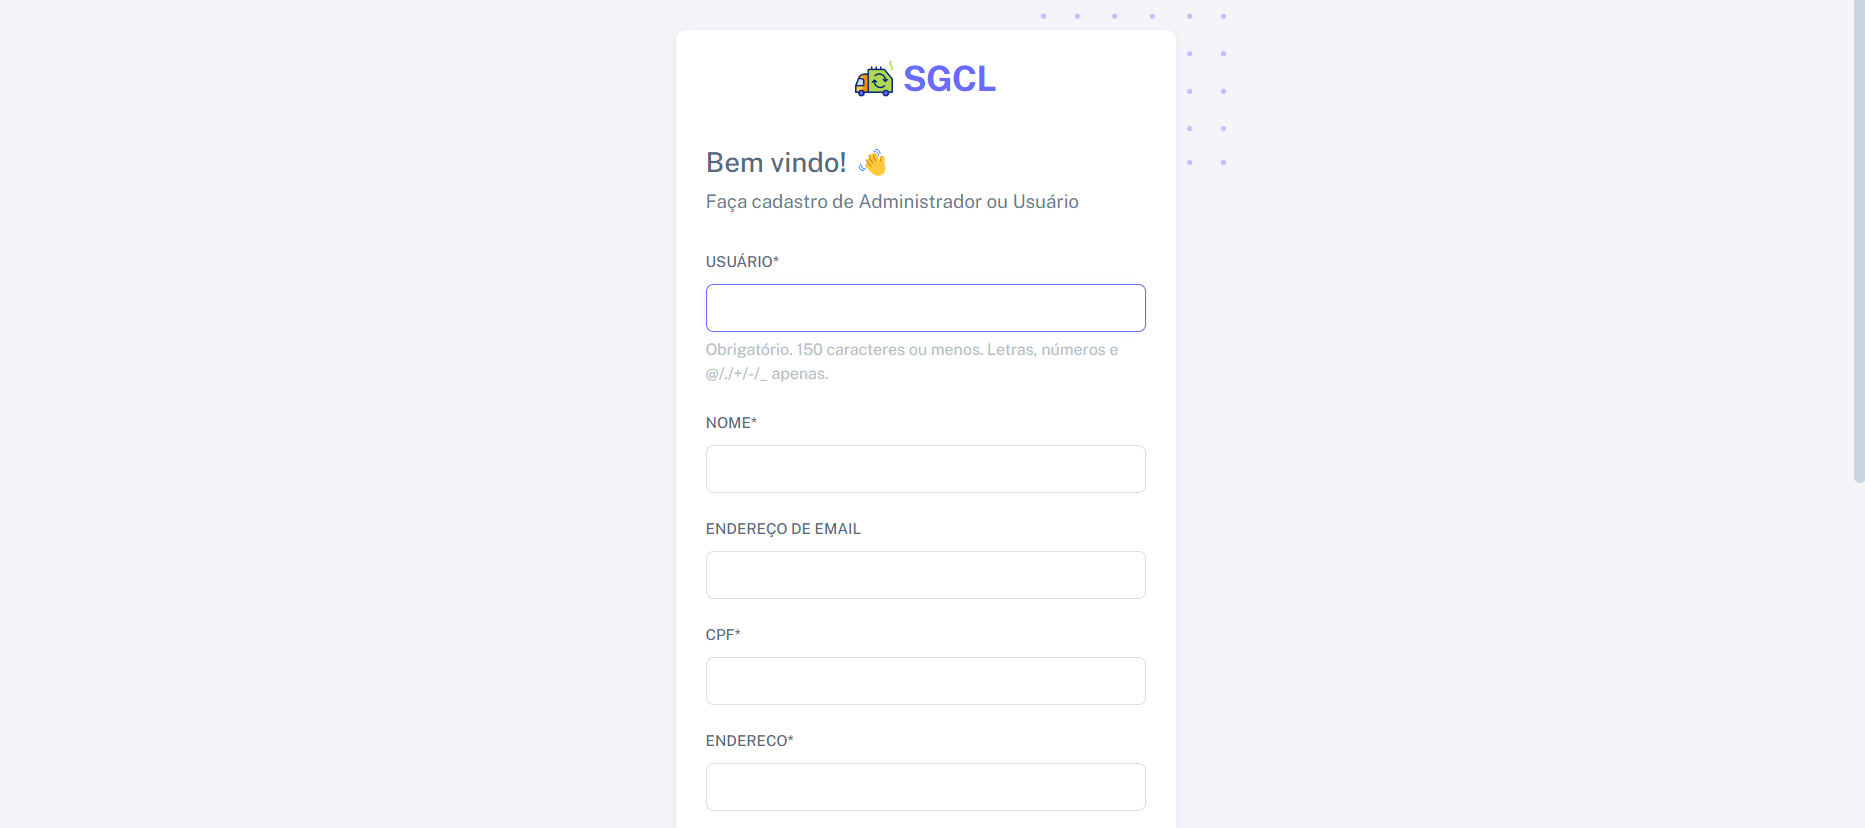 SGCL
Bem vindo! 👋
Faça cadastro de Administrador ou Usuário
USUÁRIO*
Obrigatório. 150 caracteres ou menos. Letras, números e
@/./+/-/_ apenas.
NOME*
ENDEREÇO DE EMAIL
CPF*
ENDERECO*